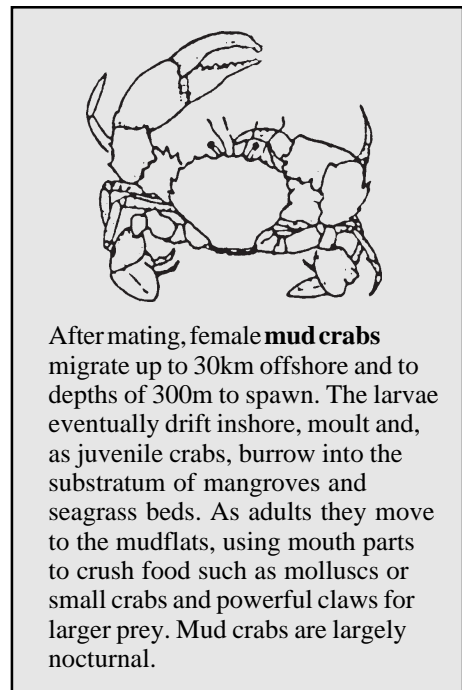 After mating, female mud crabs
migrate up to 30km offshore and to
depths of 300m to spawn. The larvae
eventually drift inshore, moult and,
as juvenile crabs, burrow into the
substratum of mangroves and
seagrass beds. As adults they move
to the mudflats, using mouth parts
to crush food such as molluscs or
small crabs and powerful claws for
larger prey. Mud crabs are largely
nocturnal.